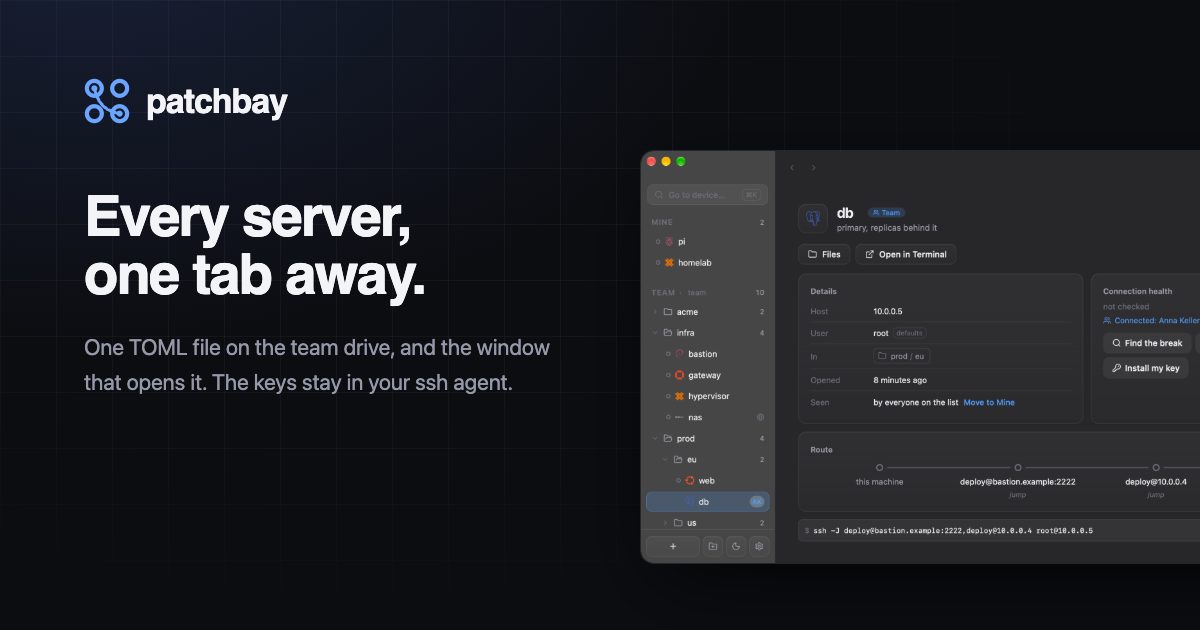 patchbay
Every server,
one tab away.
One TOML file on the team drive, and the window
that opens it. The keys stay in your ssh agent.
Go to device... ⌘K
MINE 2
pi
homelab
TEAM · team 10
acme 2
infra 4
bastion
gateway
hypervisor
nas
prod 4
eu 2
web
db AK
us 2
+
db Team
primary, replicas behind it
Files
Open in Terminal
Details
Host 10.0.0.5
User root defaults
In prod / eu
Opened 8 minutes ago
Seen by everyone on the list Move to Mine
Connection health
not checked
Connected: Anna Keller
Find the break
Install my key
Route
this machine
deploy@bastion.example:2222
jump
deploy@10.0.0.4
jump
$ ssh -J deploy@bastion.example:2222,deploy@10.0.0.4 root@10.0.0.5